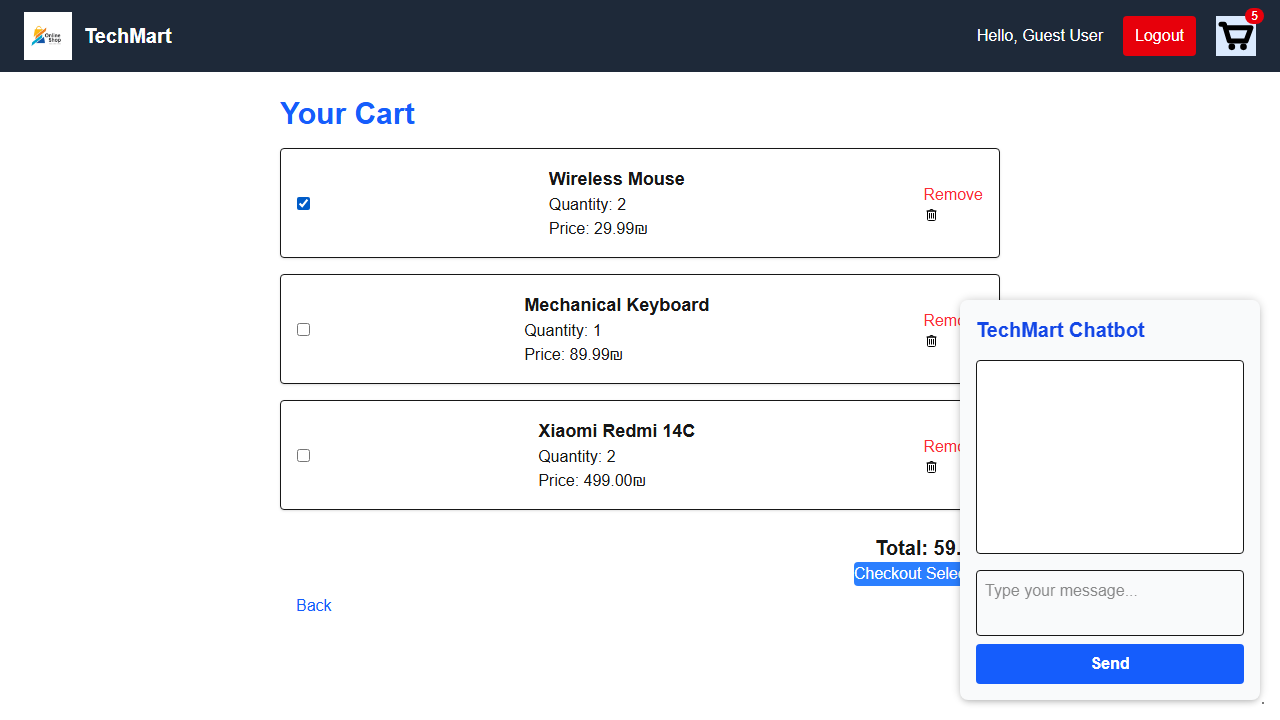 Online
Shop
TechMart
Hello, Guest User
Logout
5
Your Cart
Wireless Mouse
Quantity: 2
Price: 29.99₪
Remove
Mechanical Keyboard
Quantity: 1
Price: 89.99₪
Remo
Xiaomi Redmi 14C
Quantity: 2
Price: 499.00₪
Remo
Total: 59.
Checkout Selec
Back
TechMart Chatbot
Type your message...
Send